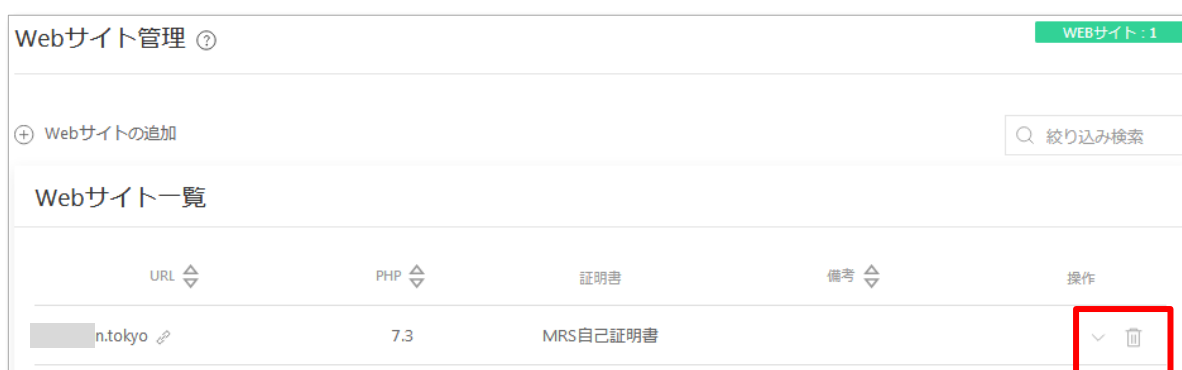 Webサイト管理 ?
WEBサイト : 1
Webサイトの追加
絞り込み検索
Webサイト一覧
URL PHP 証明書 備考 操作
n.tokyo 7.3 MRS自己証明書